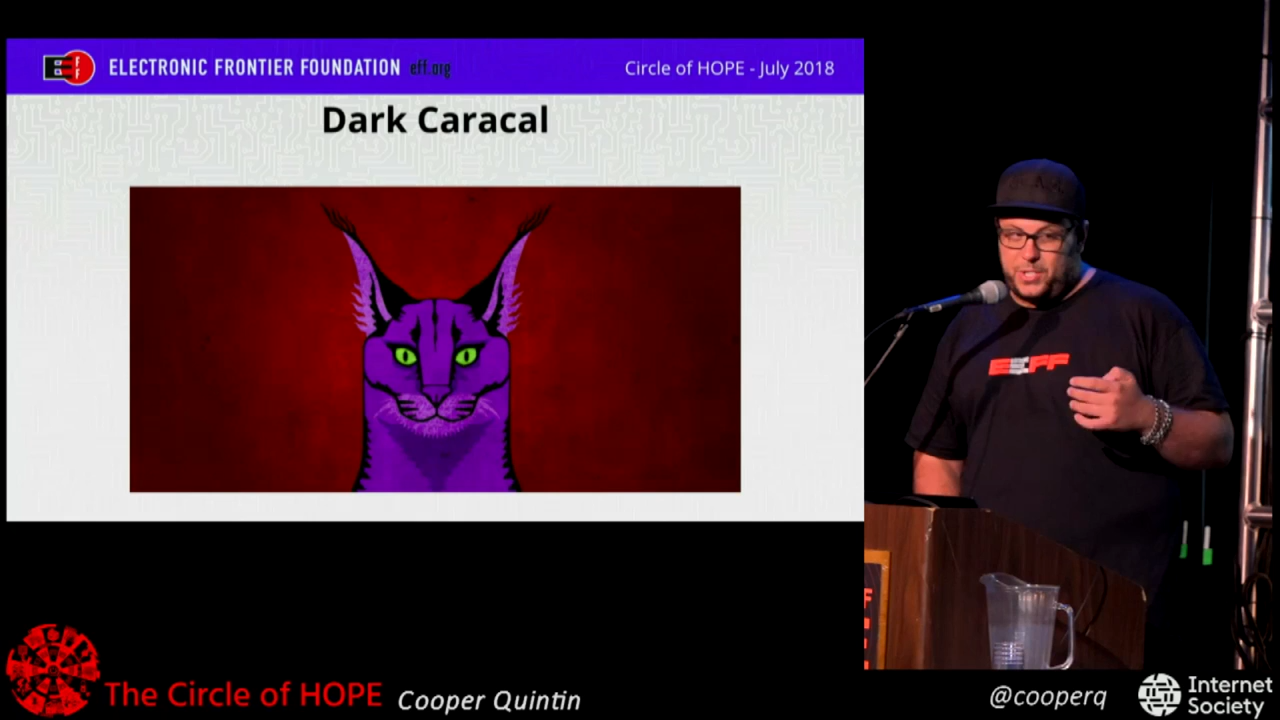 ELECTRONIC FRONTIER FOUNDATION eff.org
Circle of HOPE - July 2018
Dark Caracal
EFF
The Circle of HOPE
Cooper Quintin
@cooperq
Internet
Society